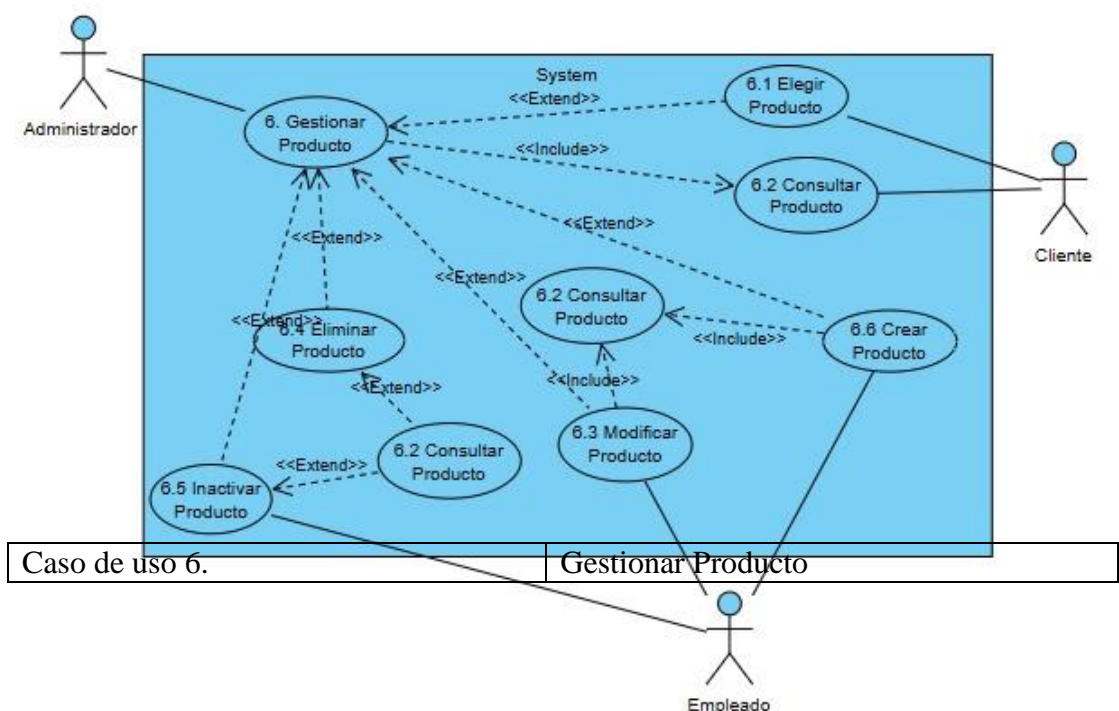 System
Administrador
6. Gestionar
Producto
<<Extend>>
6.1 Elegir
Producto
<<Include>>
6.2 Consultar
Producto
Cliente
<<Extend>>
<<Extend>>
<<Extend>>
6.2 Consultar
Producto
<<Extend>>
6.4 Eliminar
Producto
<<Include>>
6.6 Crear
Producto
<<Extend>>
<<Include>>
6.3 Modificar
Producto
6.2 Consultar
Producto
<<Extend>>
6.5 Inactivar
Producto
Caso de uso 6.
Gestionar Producto
Empleado